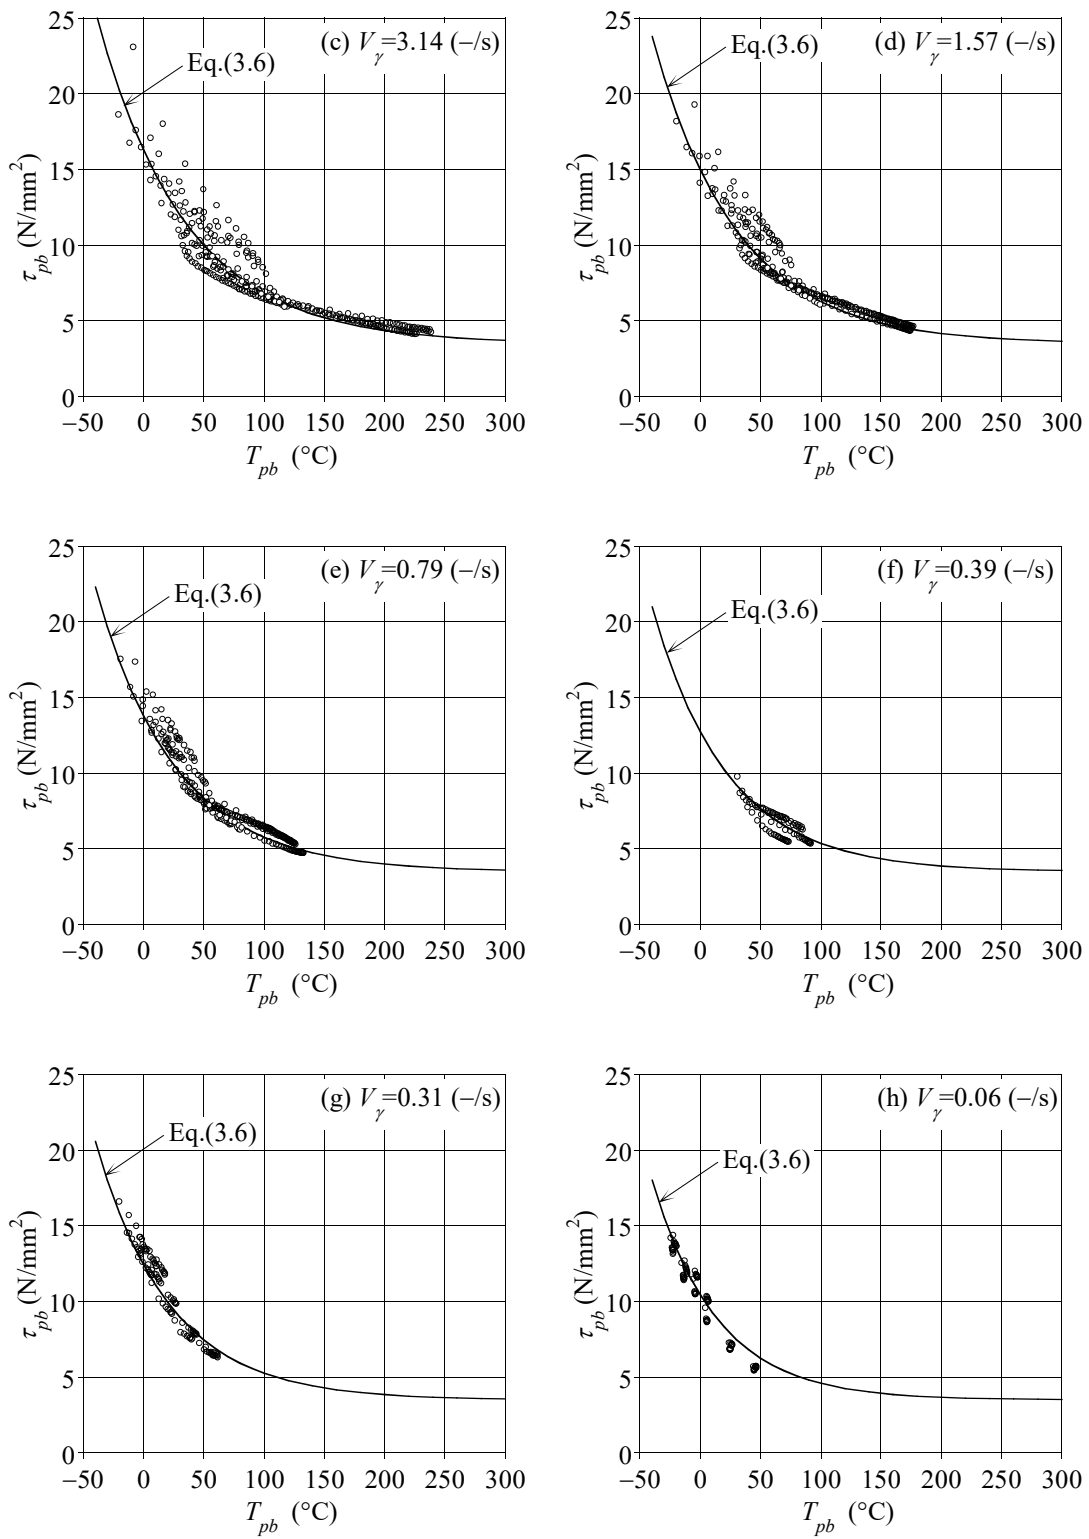 (c) Vγ=3.14 (−/s)
Eq.(3.6)
τpb (N/mm2)
25
20
15
10
5
0
−50 0 50 100 150 200 250 300
Tpb (°C)
(d) Vγ=1.57 (−/s)
Eq.(3.6)
τpb (N/mm2)
25
20
15
10
5
0
−50 0 50 100 150 200 250 300
Tpb (°C)
(e) Vγ=0.79 (−/s)
Eq.(3.6)
τpb (N/mm2)
25
20
15
10
5
0
−50 0 50 100 150 200 250 300
Tpb (°C)
(f) Vγ=0.39 (−/s)
Eq.(3.6)
τpb (N/mm2)
25
20
15
10
5
0
−50 0 50 100 150 200 250 300
Tpb (°C)
(g) Vγ=0.31 (−/s)
Eq.(3.6)
τpb (N/mm2)
25
20
15
10
5
0
−50 0 50 100 150 200 250 300
Tpb (°C)
(h) Vγ=0.06 (−/s)
Eq.(3.6)
τpb (N/mm2)
25
20
15
10
5
0
−50 0 50 100 150 200 250 300
Tpb (°C)